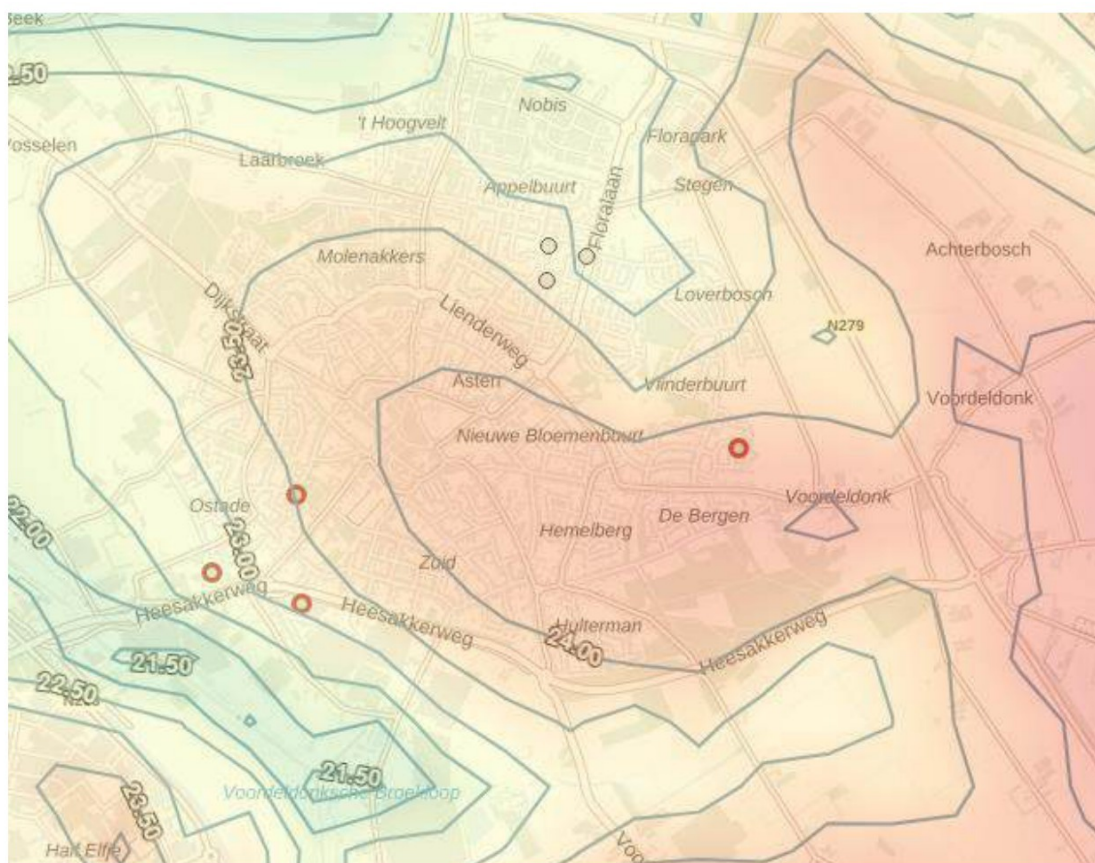 Beek
.50
Nobis
't Hoogvelt
Florapark
Vosselen
Laarbroek
Appelbuurt
Stegen
Floralaan
Achterbosch
Molenakkers
Loverbosch
Dijkstraat
Lienderweg
N279
23.50
Asten
Vlinderbuurt
Voordeldonk
Nieuwe Bloemenbuurt
Ostade
Voordeldonk
22.00
De Bergen
Hemelberg
23.00
Zoid
Heesakkerweg
Heesakkerweg
Hulterman
24.00
Heesakkerweg
21.50
22.50
21.50
Voordeldonksche Broekloop
23.50
Half Elfje